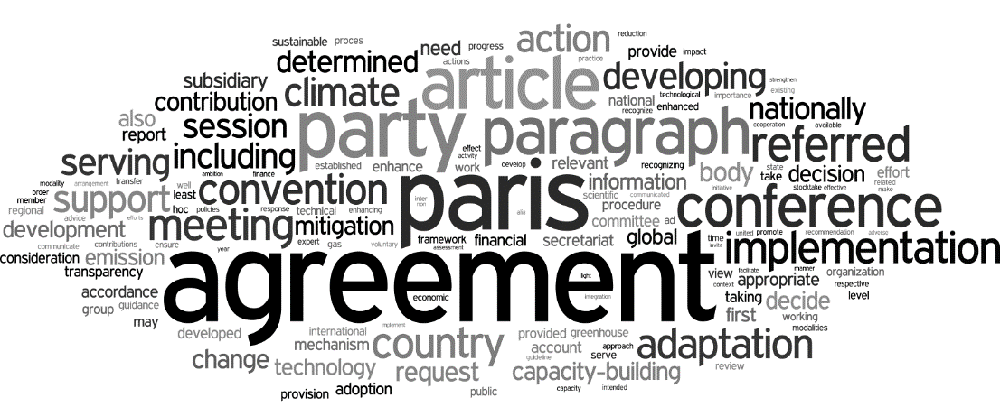 reduction
action
sustainable proces
need progress
provide impact
determined
actions
practice
article
developing
subsidiary
strengthen
contribution climate
technological importance existing
national
recognize enhanced
nationally
also
session
party paragraph
cooperation available
report
referred
including
effect
activity
serving
established enhance work develop relevant recognizing
body state
take decision effort
ambition finance
modality arrangement transfer
well
least convention
paris
information
initiative
stocktake effective
related
make
order
member
regional support
hoc policies response technical enhancing
inter
non
scientific communicated
procedure
conference
advice efforts
meeting mitigation
alia
committee ad
development
communicate contributions ensure
expert gas voluntary
framework financial
assessment
secretariat global
time
invite
united promote recommendation adverse
implementation
consideration emission
year
agreement
transparency
light
view facilitate manner organization
context appropriate respective
accordance
economic
integration
taking decide level
group guidance
may
first working
modalities
developed
international
implement
provided greenhouse
mechanism country
account approach
serve
guideline
adaptation
change technology request
capacity-building review
provision adoption
public
capacity intended